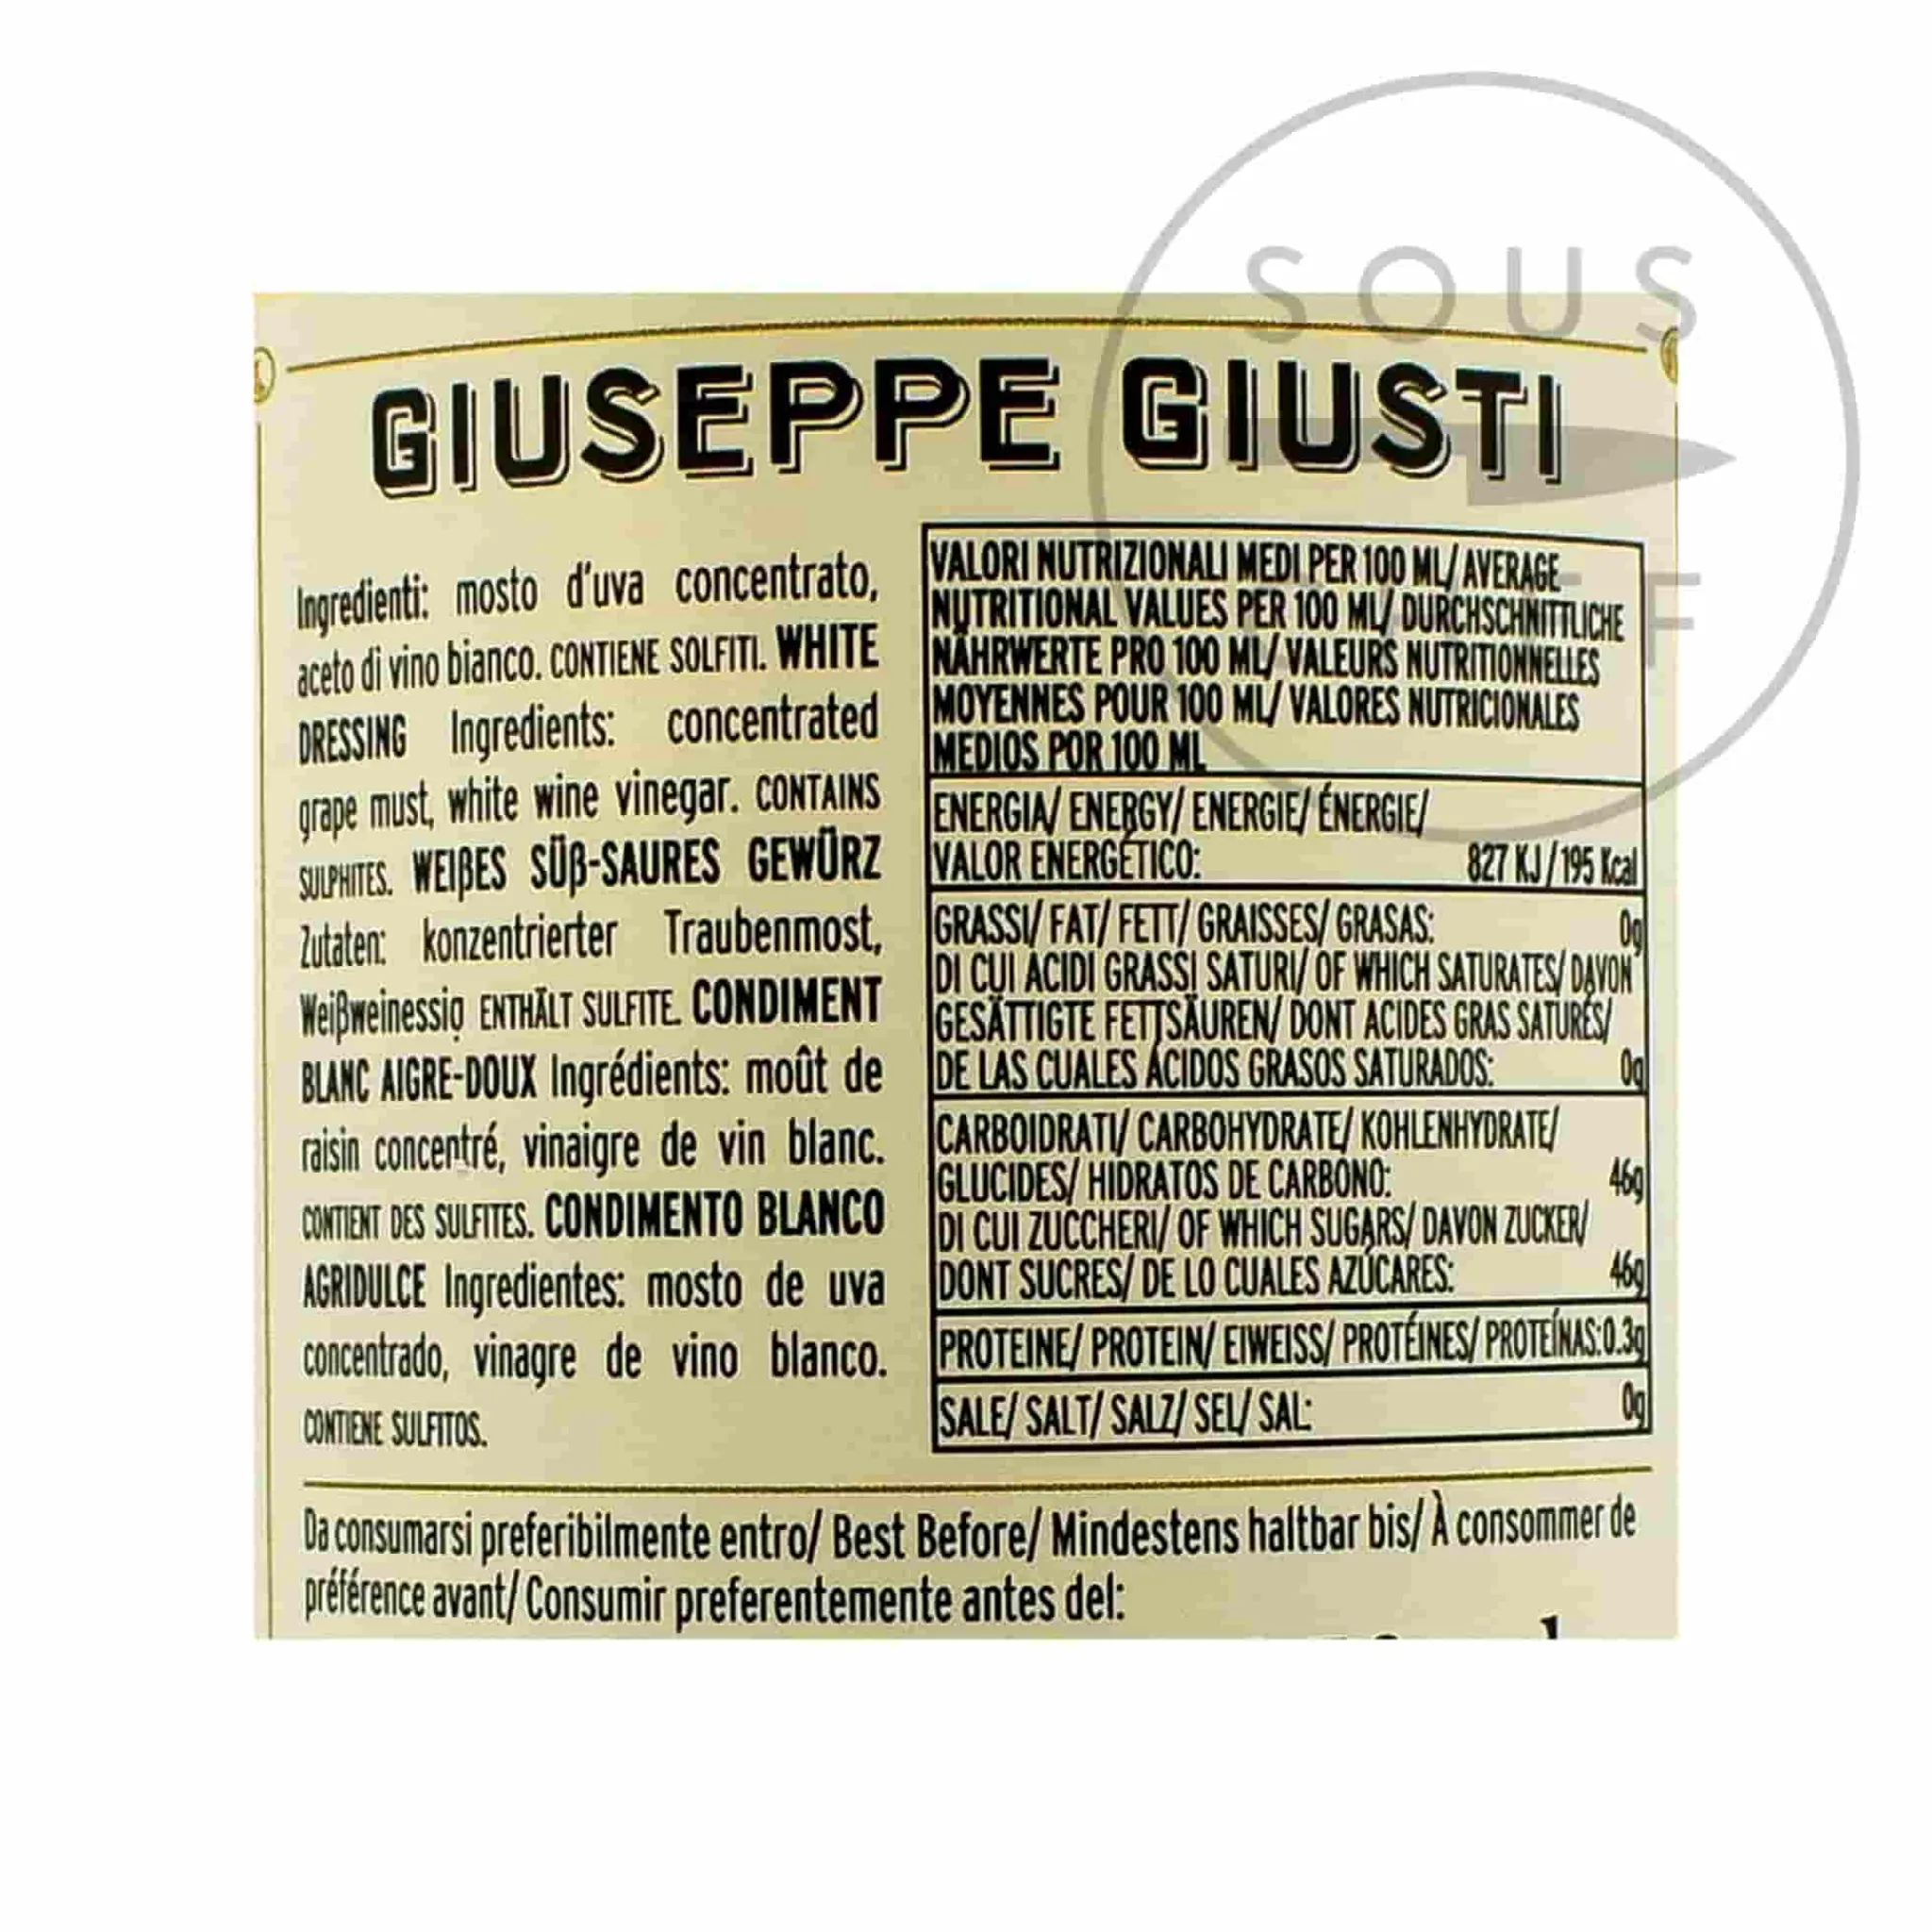 SOUS
GIUSEPPE GIUSTI
Ingredienti: mosto d'uva concentrato,
aceto di vino bianco. CONTIENE SOLFITI. WHITE
DRESSING Ingredients: concentrated
grape must, white wine vinegar. CONTAINS
SULPHITES. WEIßES SÜß-SAURES GEWÜRZ
Zutaten: konzentrierter Traubenmost,
Weißweinessig ENTHÄLT SULFITE. CONDIMENT
BLANC AIGRE-DOUX Ingrédients: moût de
raisin concentré, vinaigre de vin blanc.
CONTIENT DES SULFITES. CONDIMENTO BLANCO
AGRIDULCE Ingredientes: mosto de uva
concentrado, vinagre de vino blanco.
CONTIENE SULFITOS.
VALORI NUTRIZIONALI MEDI PER 100 ML/ AVERAGE
NUTRITIONAL VALUES PER 100 ML/ DURCHSCHNITTLICHE
NÄHRWERTE PRO 100 ML/ VALEURS NUTRITIONNELLES
MOYENNES POUR 100 ML/ VALORES NUTRICIONALES
MEDIOS POR 100 ML
ENERGIA/ ENERGY/ ENERGIE/ ÉNERGIE/
VALOR ENERGÉTICO: 827 KJ / 195 Kcal
GRASSI/ FAT/ FETT/ GRAISSES/ GRASAS: 0g
DI CUI ACIDI GRASSI SATURI/ OF WHICH SATURATES/ DAVON
GESÄTTIGTE FETTSÄUREN/ DONT ACIDES GRAS SATURÉS/
DE LAS CUALES ÁCIDOS GRASOS SATURADOS: 0g
CARBOIDRATI/ CARBOHYDRATE/ KOHLENHYDRATE/
GLUCIDES/ HIDRATOS DE CARBONO: 46g
DI CUI ZUCCHERI/ OF WHICH SUGARS/ DAVON ZUCKER/
DONT SUCRES/ DE LO CUALES AZÚCARES: 46g
PROTEINE/ PROTEIN/ EIWEISS/ PROTÉINES/ PROTEÍNAS:0.3g
SALE/ SALT/ SALZ/ SEL/ SAL: 0g
Da consumarsi preferibilmente entro/ Best Before/ Mindestens haltbar bis/ À consommer de
préférence avant/ Consumir preferentemente antes del: